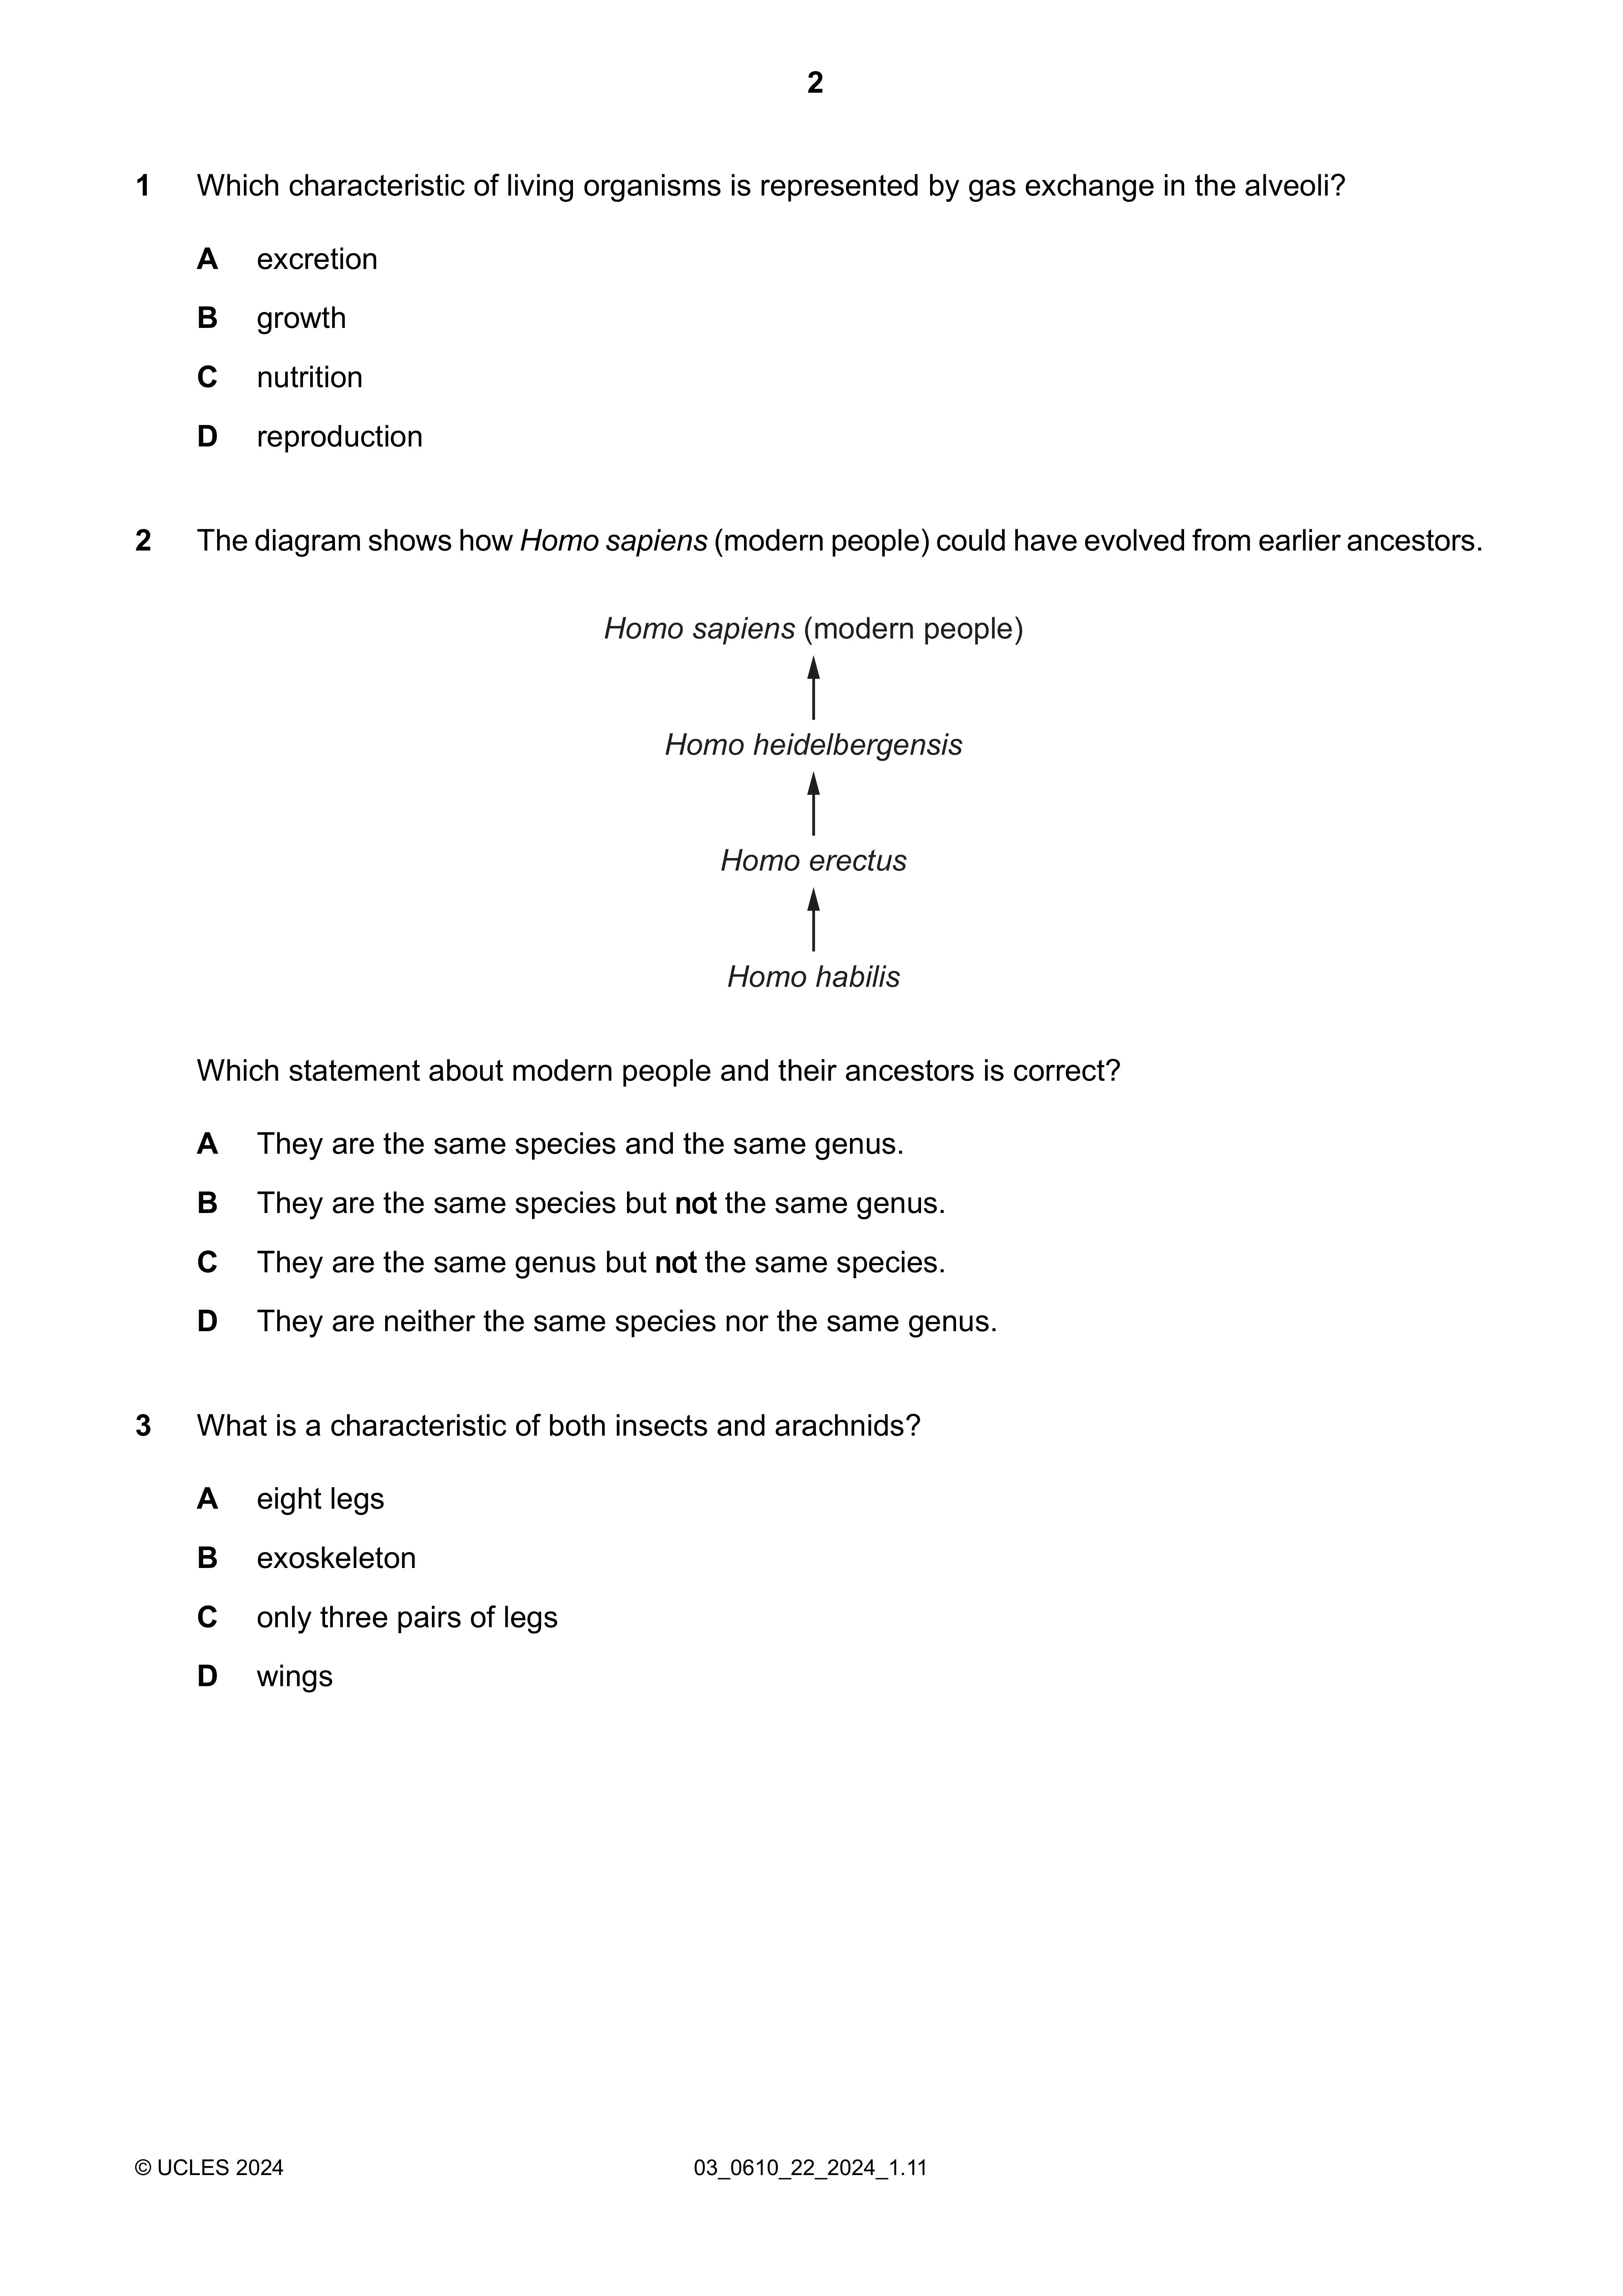 2
1 Which characteristic of living organisms is represented by gas exchange in the alveoli?
A excretion
B growth
C nutrition
D reproduction
2 The diagram shows how Homo sapiens (modern people) could have evolved from earlier ancestors.
Homo sapiens (modern people)
Homo heidelbergensis
Homo erectus
Homo habilis
Which statement about modern people and their ancestors is correct?
A They are the same species and the same genus.
B They are the same species but not the same genus.
C They are the same genus but not the same species.
D They are neither the same species nor the same genus.
3 What is a characteristic of both insects and arachnids?
A eight legs
B exoskeleton
C only three pairs of legs
D wings
© UCLES 2024 03_0610_22_2024_1.11